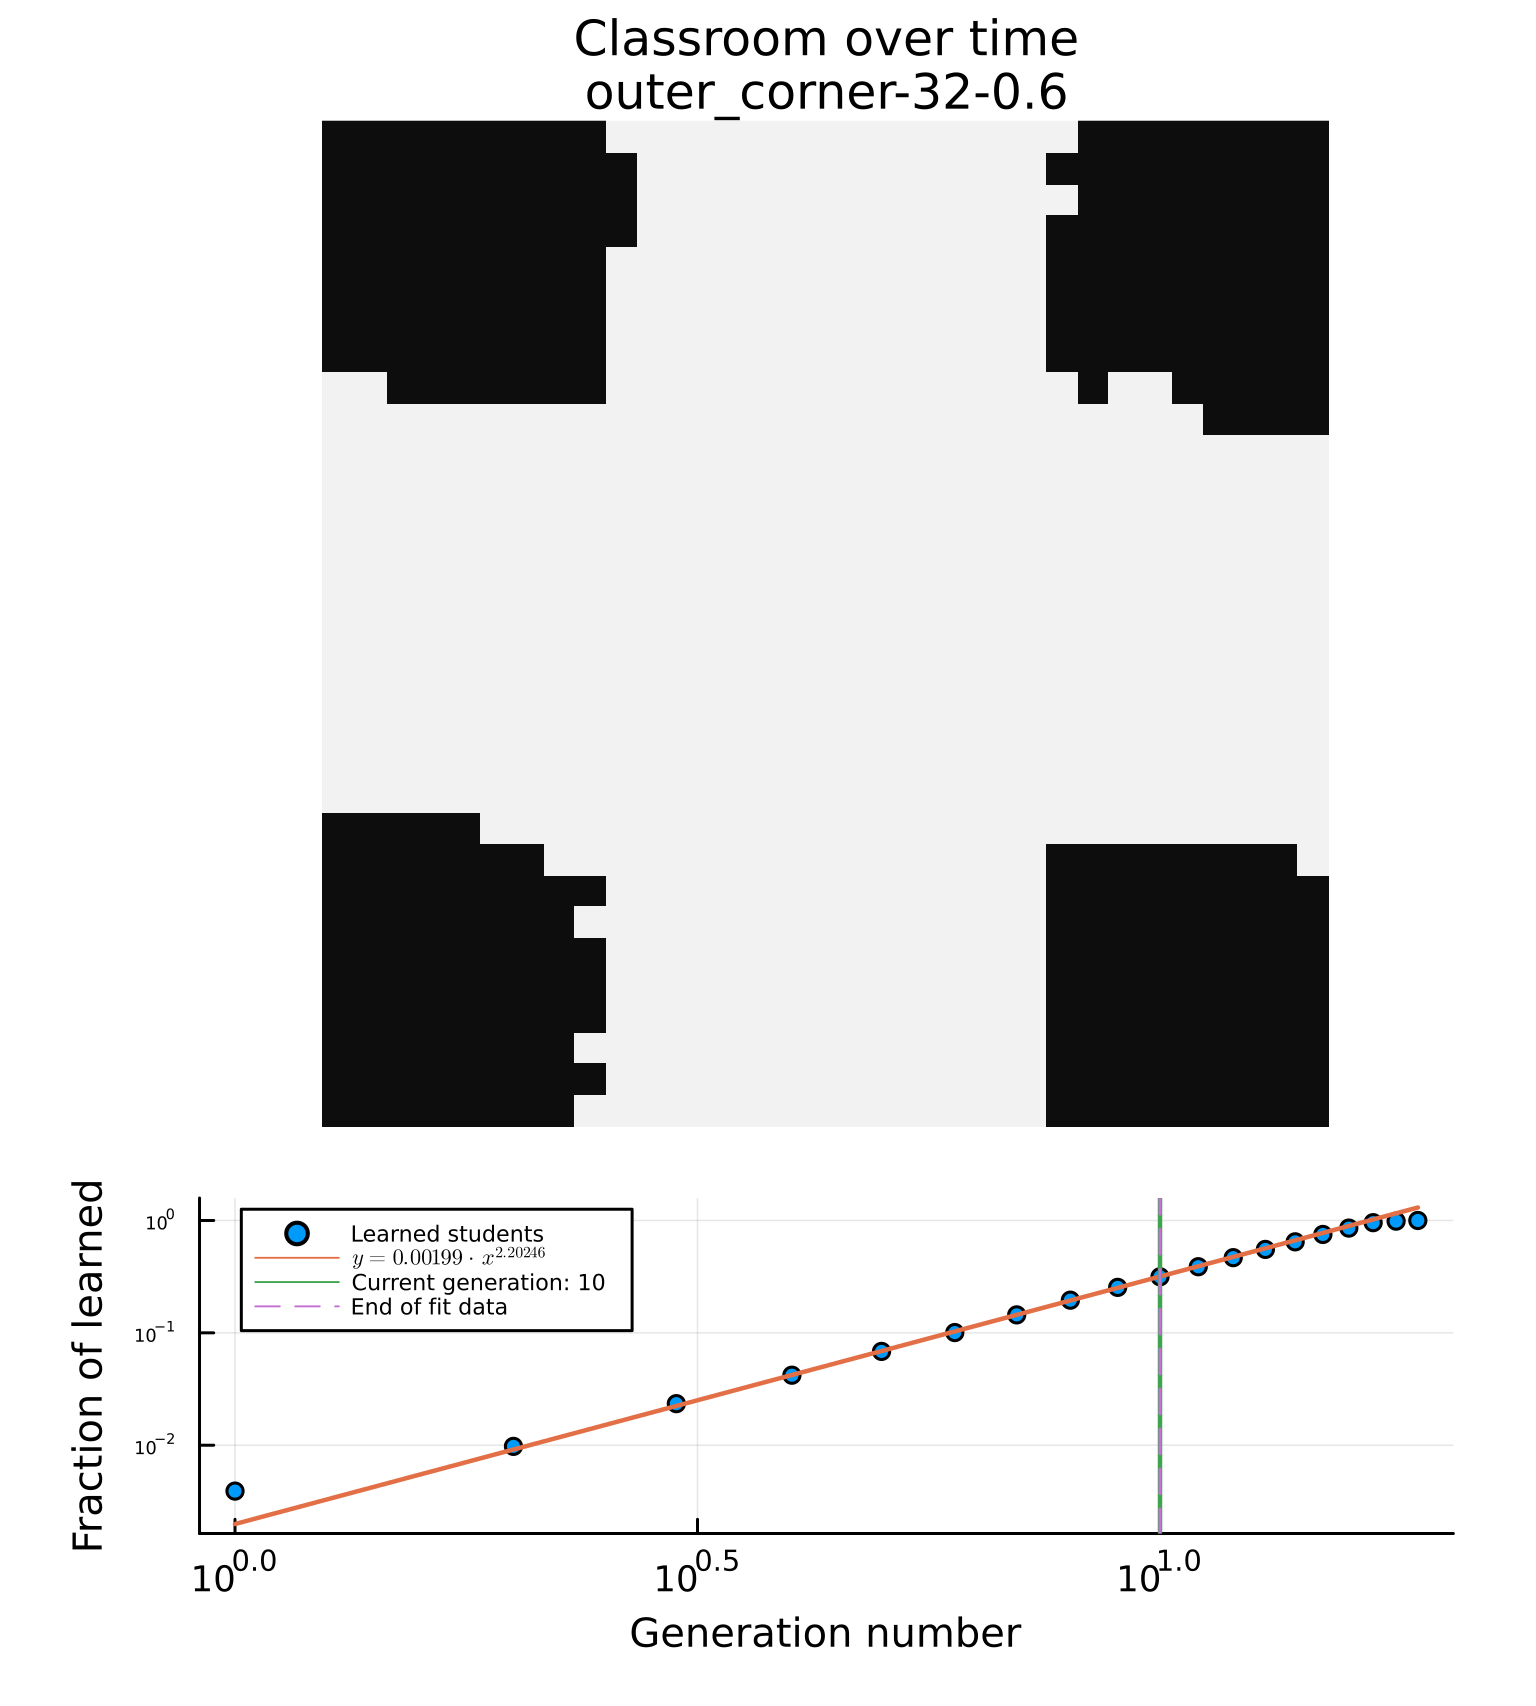 Classroom over time
outer_corner-32-0.6
Fraction of learned
10^0
10^−1
10^−2
Learned students
y = 0.00199 · x^2.20246
Current generation: 10
End of fit data
10^0.0 10^0.5 10^1.0
Generation number